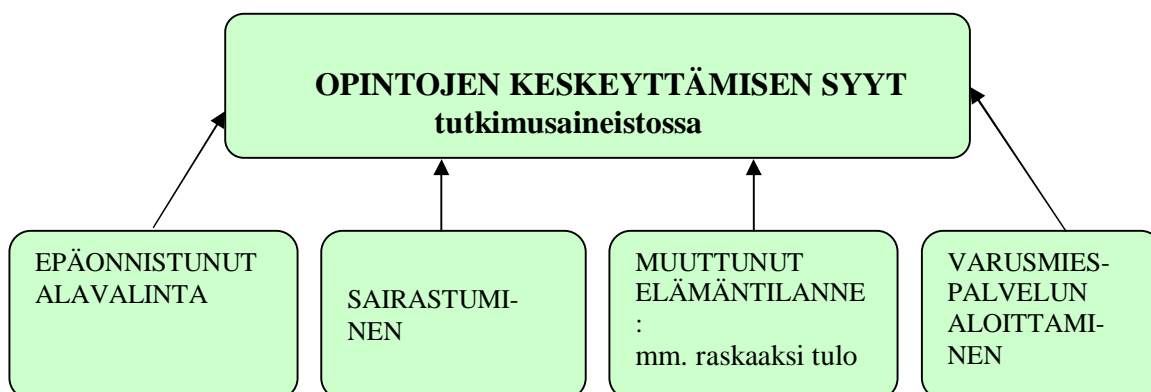 OPINTOJEN KESKEYTTÄMISEN SYYT
tutkimusaineistossa
EPÄONNISTUNUT
ALAVALINTA
SAIRASTUMI-
NEN
MUUTTUNUT
ELÄMÄNTILANNE
:
mm. raskaaksi tulo
VARUSMIES-
PALVELUN
ALOITTAMI-
NEN